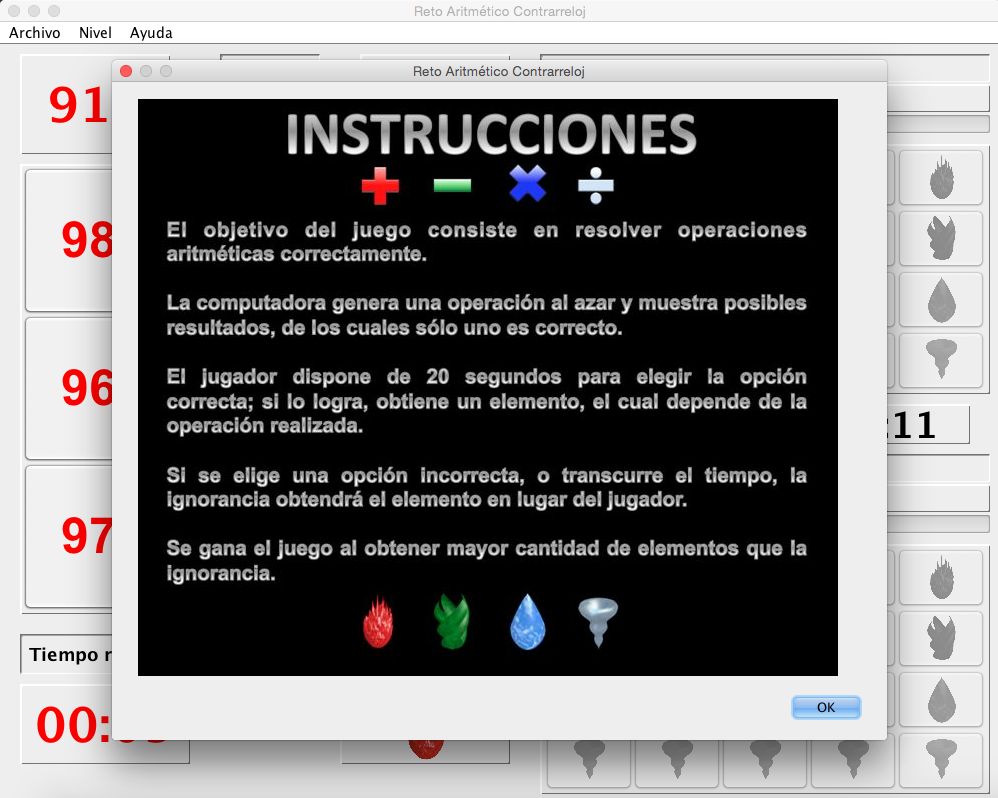 Reto Aritmético Contrarreloj
Archivo Nivel Ayuda
Reto Aritmético Contrarreloj
INSTRUCCIONES
El objetivo del juego consiste en resolver operaciones
aritméticas correctamente.
La computadora genera una operación al azar y muestra posibles
resultados, de los cuales sólo uno es correcto.
El jugador dispone de 20 segundos para elegir la opción
correcta; si lo logra, obtiene un elemento, el cual depende de la
operación realizada.
Si se elige una opción incorrecta, o transcurre el tiempo, la
ignorancia obtendrá el elemento en lugar del jugador.
Se gana el juego al obtener mayor cantidad de elementos que la
ignorancia.
OK
91
98
96
97
:11
Tiempo
00: